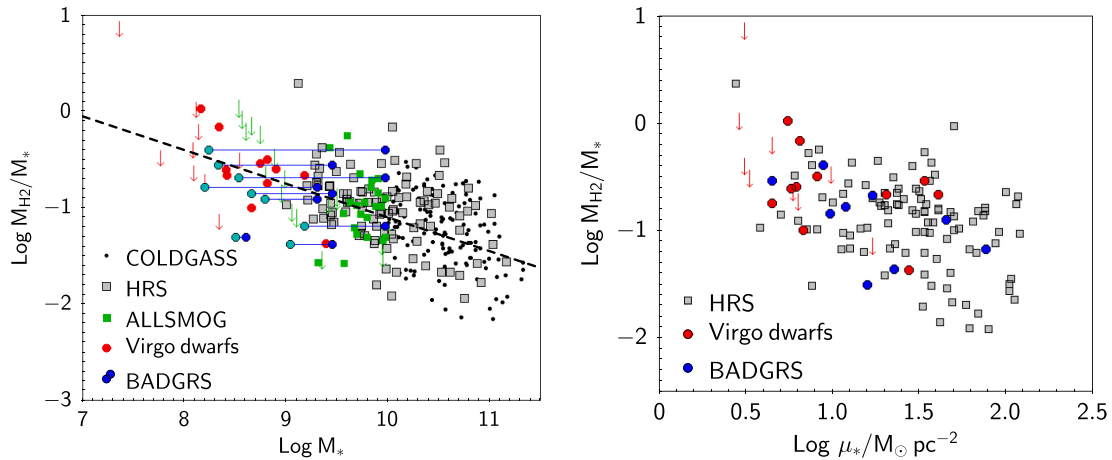 1
0
−1
−2
−3
7
8
9
10
11
Log M_H2/M_*
Log M_*
COLDGASS
HRS
ALLSMOG
Virgo dwarfs
BADGRS
1
0
−1
−2
0
0.5
1.0
1.5
2.0
2.5
Log M_H2/M_*
Log μ_*/M_⊙ pc⁻²
HRS
Virgo dwarfs
BADGRS